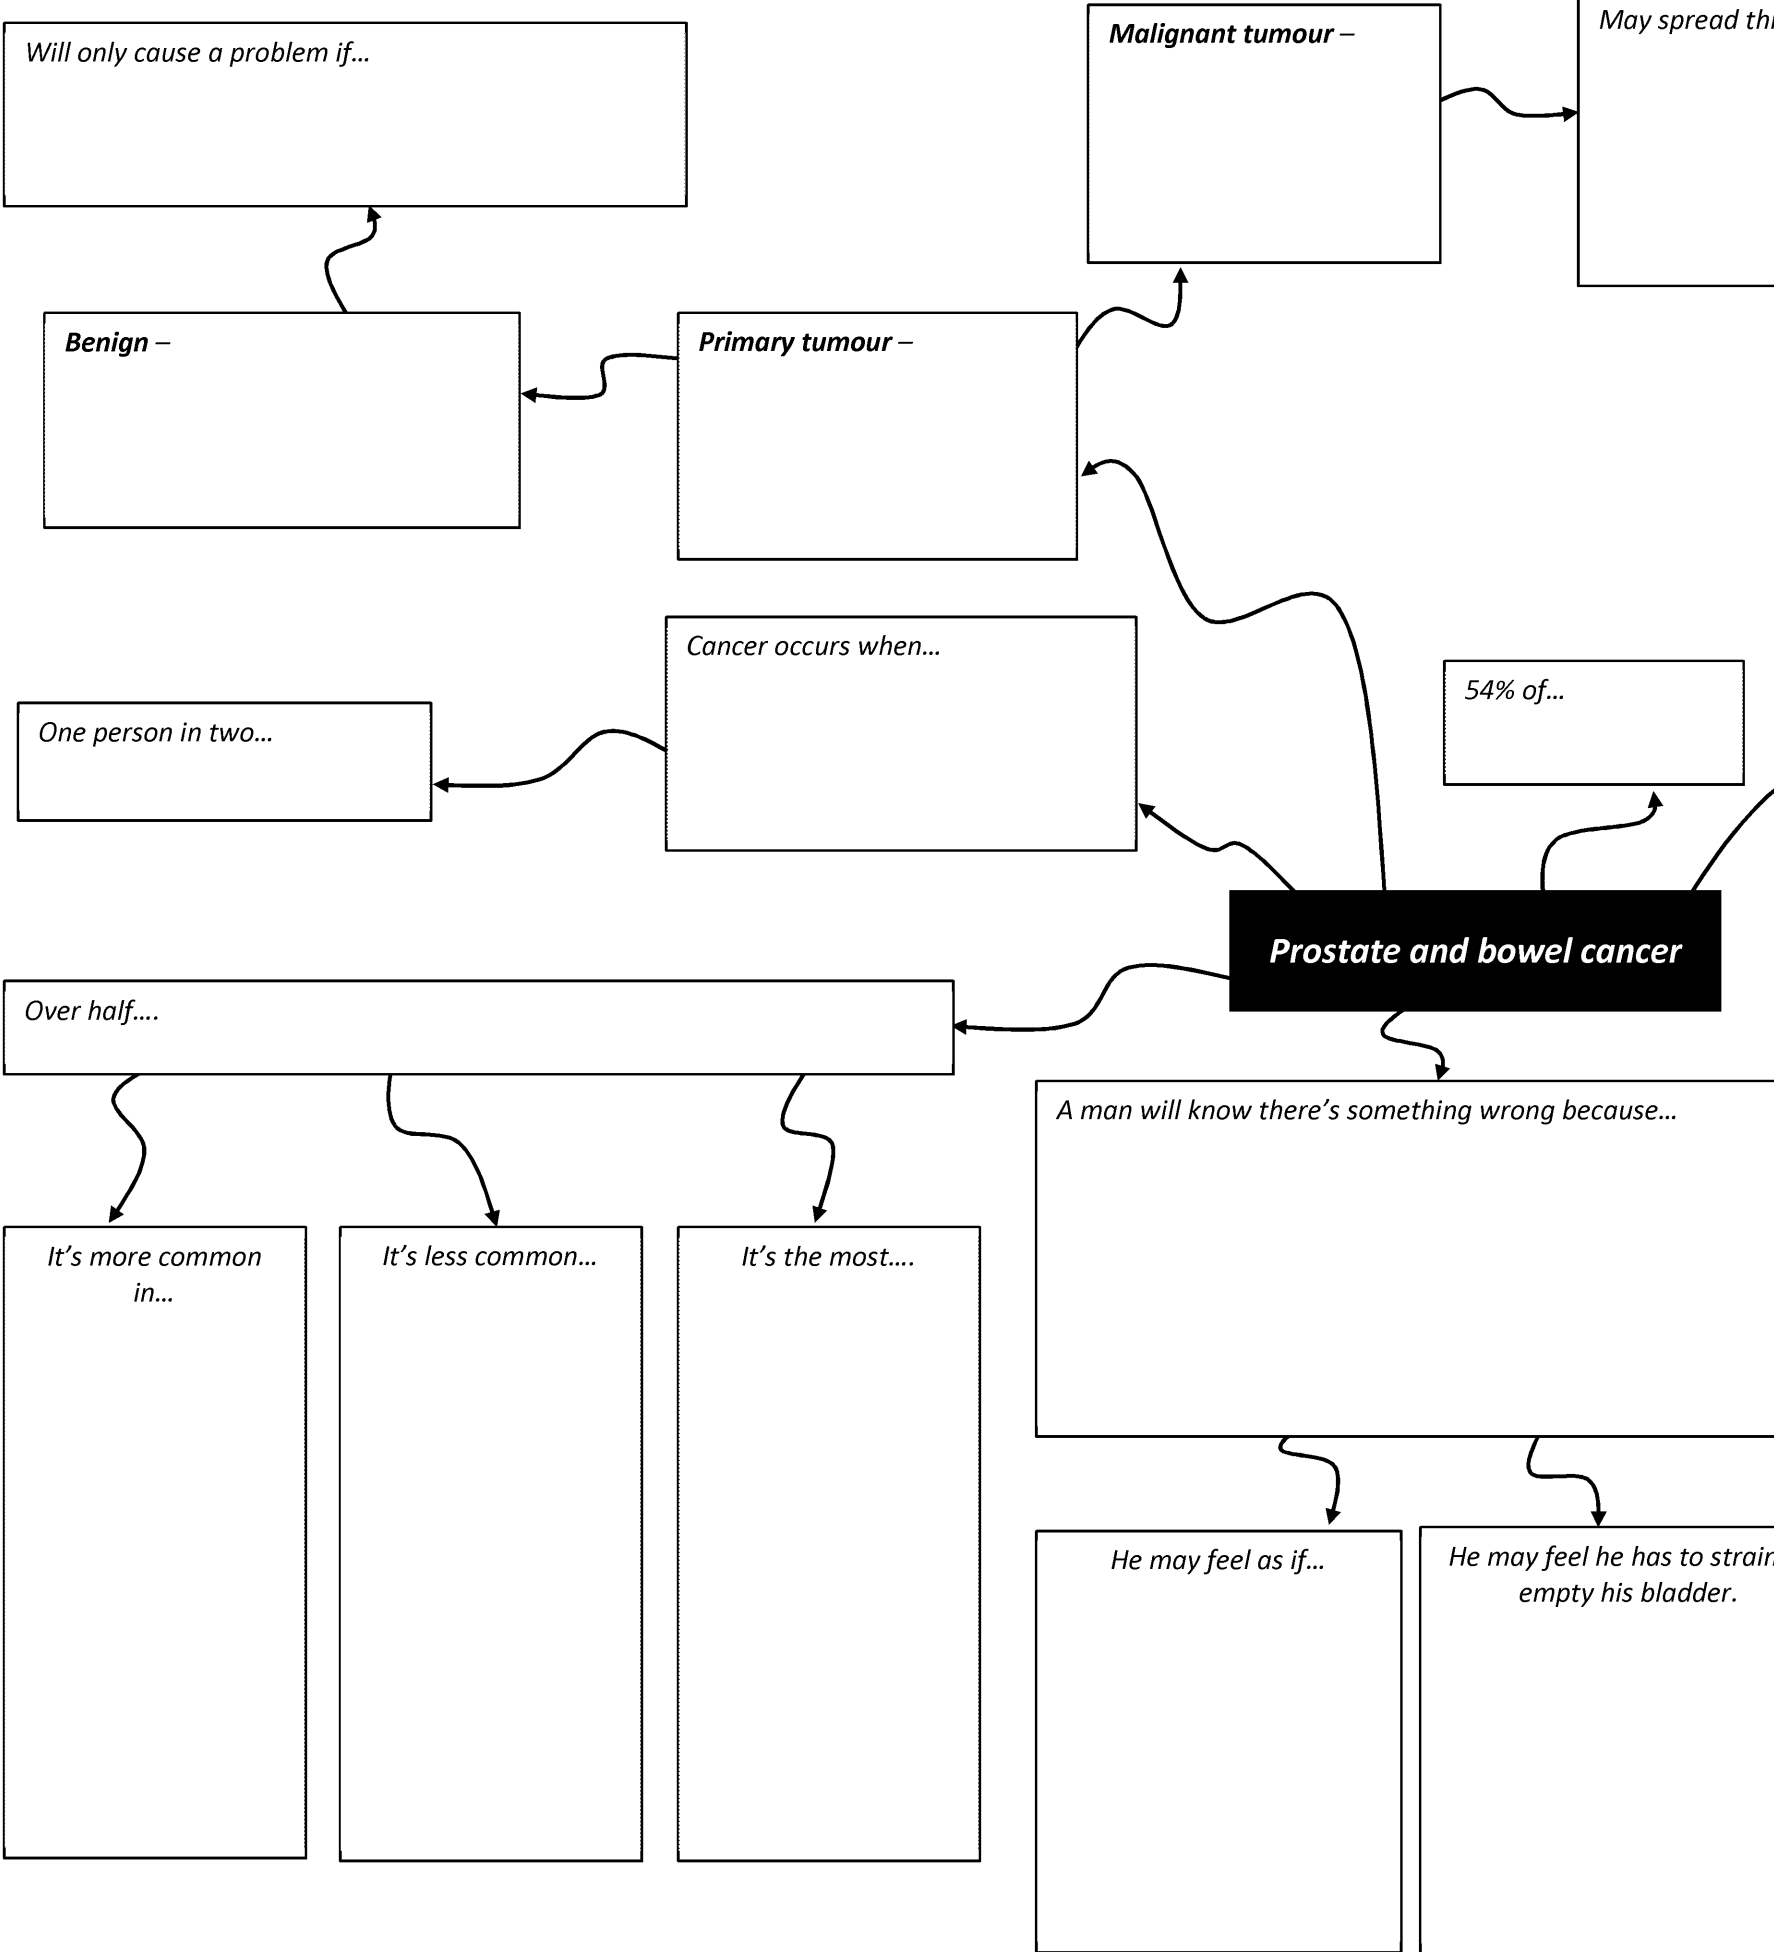 Will only cause a problem if…
Malignant tumour –
May spread
Benign –
Primary tumour –
Cancer occurs when…
54% of…
One person in two…
Prostate and bowel cancer
Over half….
A man will know there's something wrong because…
It's more common
in…
It's less common…
It's the most….
He may feel as if…
He may feel he has to strain
empty his bladder.